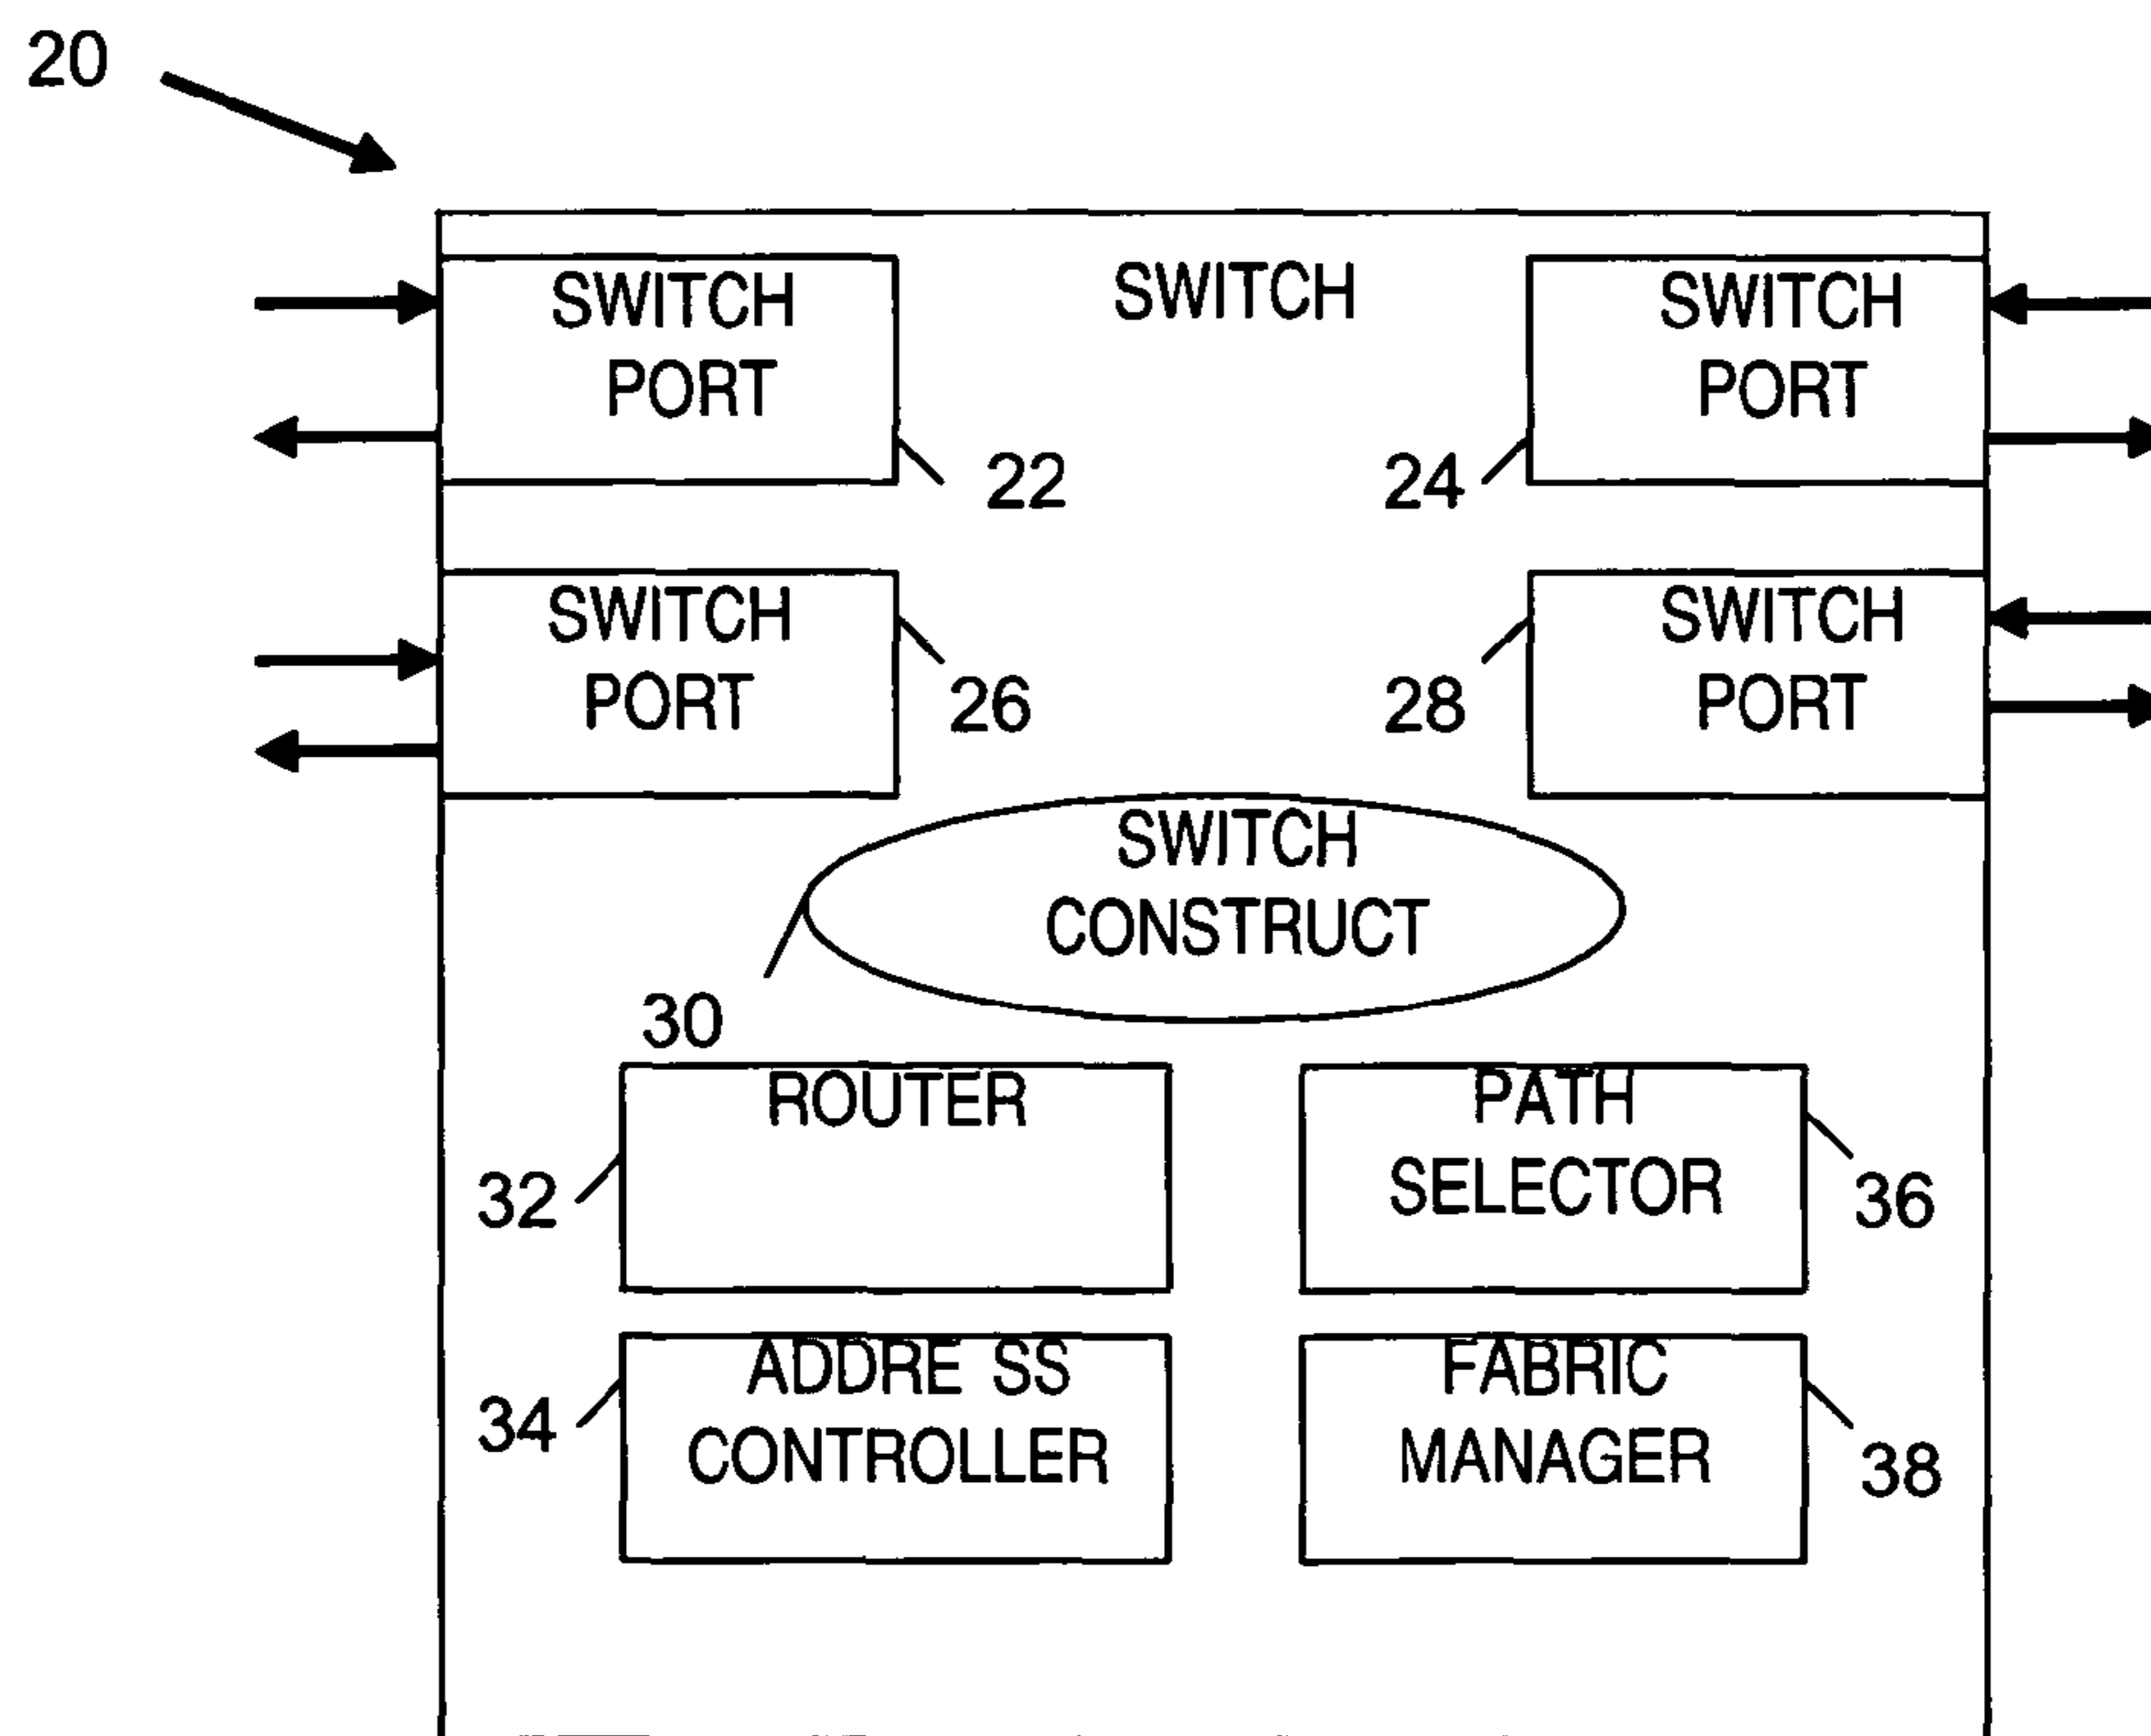 20
SWITCH
PORT
22
SWITCH
SWITCH
PORT
24
SWITCH
PORT
26
SWITCH
PORT
28
SWITCH
CONSTRUCT
30
ROUTER
32
PATH
SELECTOR
36
ADDRE SS
CONTROLLER
34
FABRIC
MANAGER
38